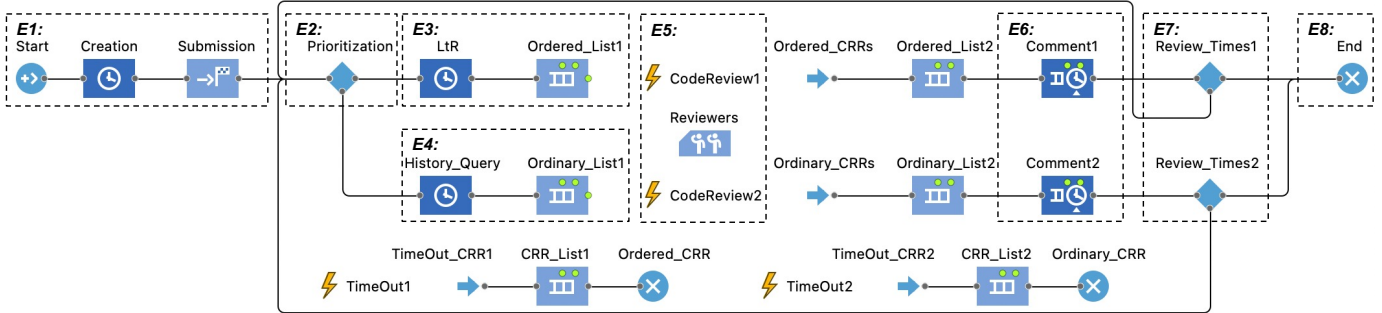 E1:
Start
Creation
Submission
E2:
Prioritization
E3:
LtR
Ordered_List1
E4:
History_Query
Ordinary_List1
E5:
CodeReview1
Reviewers
CodeReview2
Ordered_CRRs
Ordered_List2
E6:
Comment1
Ordinary_CRRs
Ordinary_List2
Comment2
E7:
Review_Times1
Review_Times2
E8:
End
TimeOut1
TimeOut_CRR1
CRR_List1
Ordered_CRR
TimeOut2
TimeOut_CRR2
CRR_List2
Ordinary_CRR